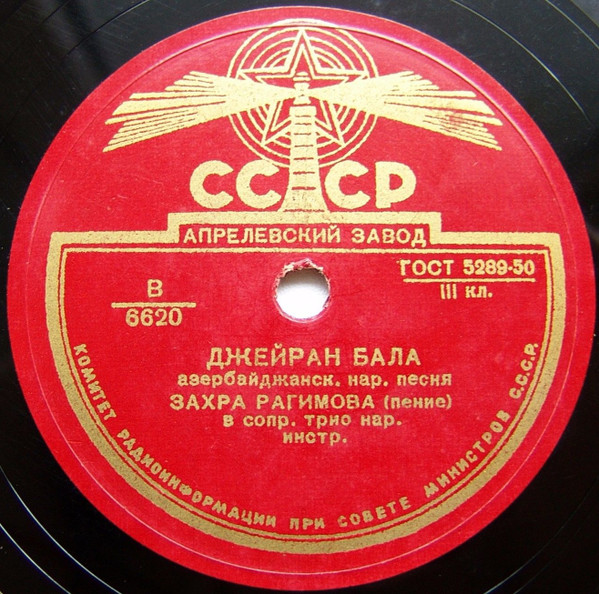 СССР
АПРЕЛЕВСКИЙ ЗАВОД
ГОСТ 5289-50
III кл.
В
6620
ДЖЕЙРАН БАЛА
азербайджанск. нар. песня
ЗАХРА РАГИМОВА (пение)
в сопр. трио нар.
инстр.
КОМИТЕТ РАДИОИНФОРМАЦИИ ПРИ СОВЕТЕ МИНИСТРОВ С.С.С.Р.